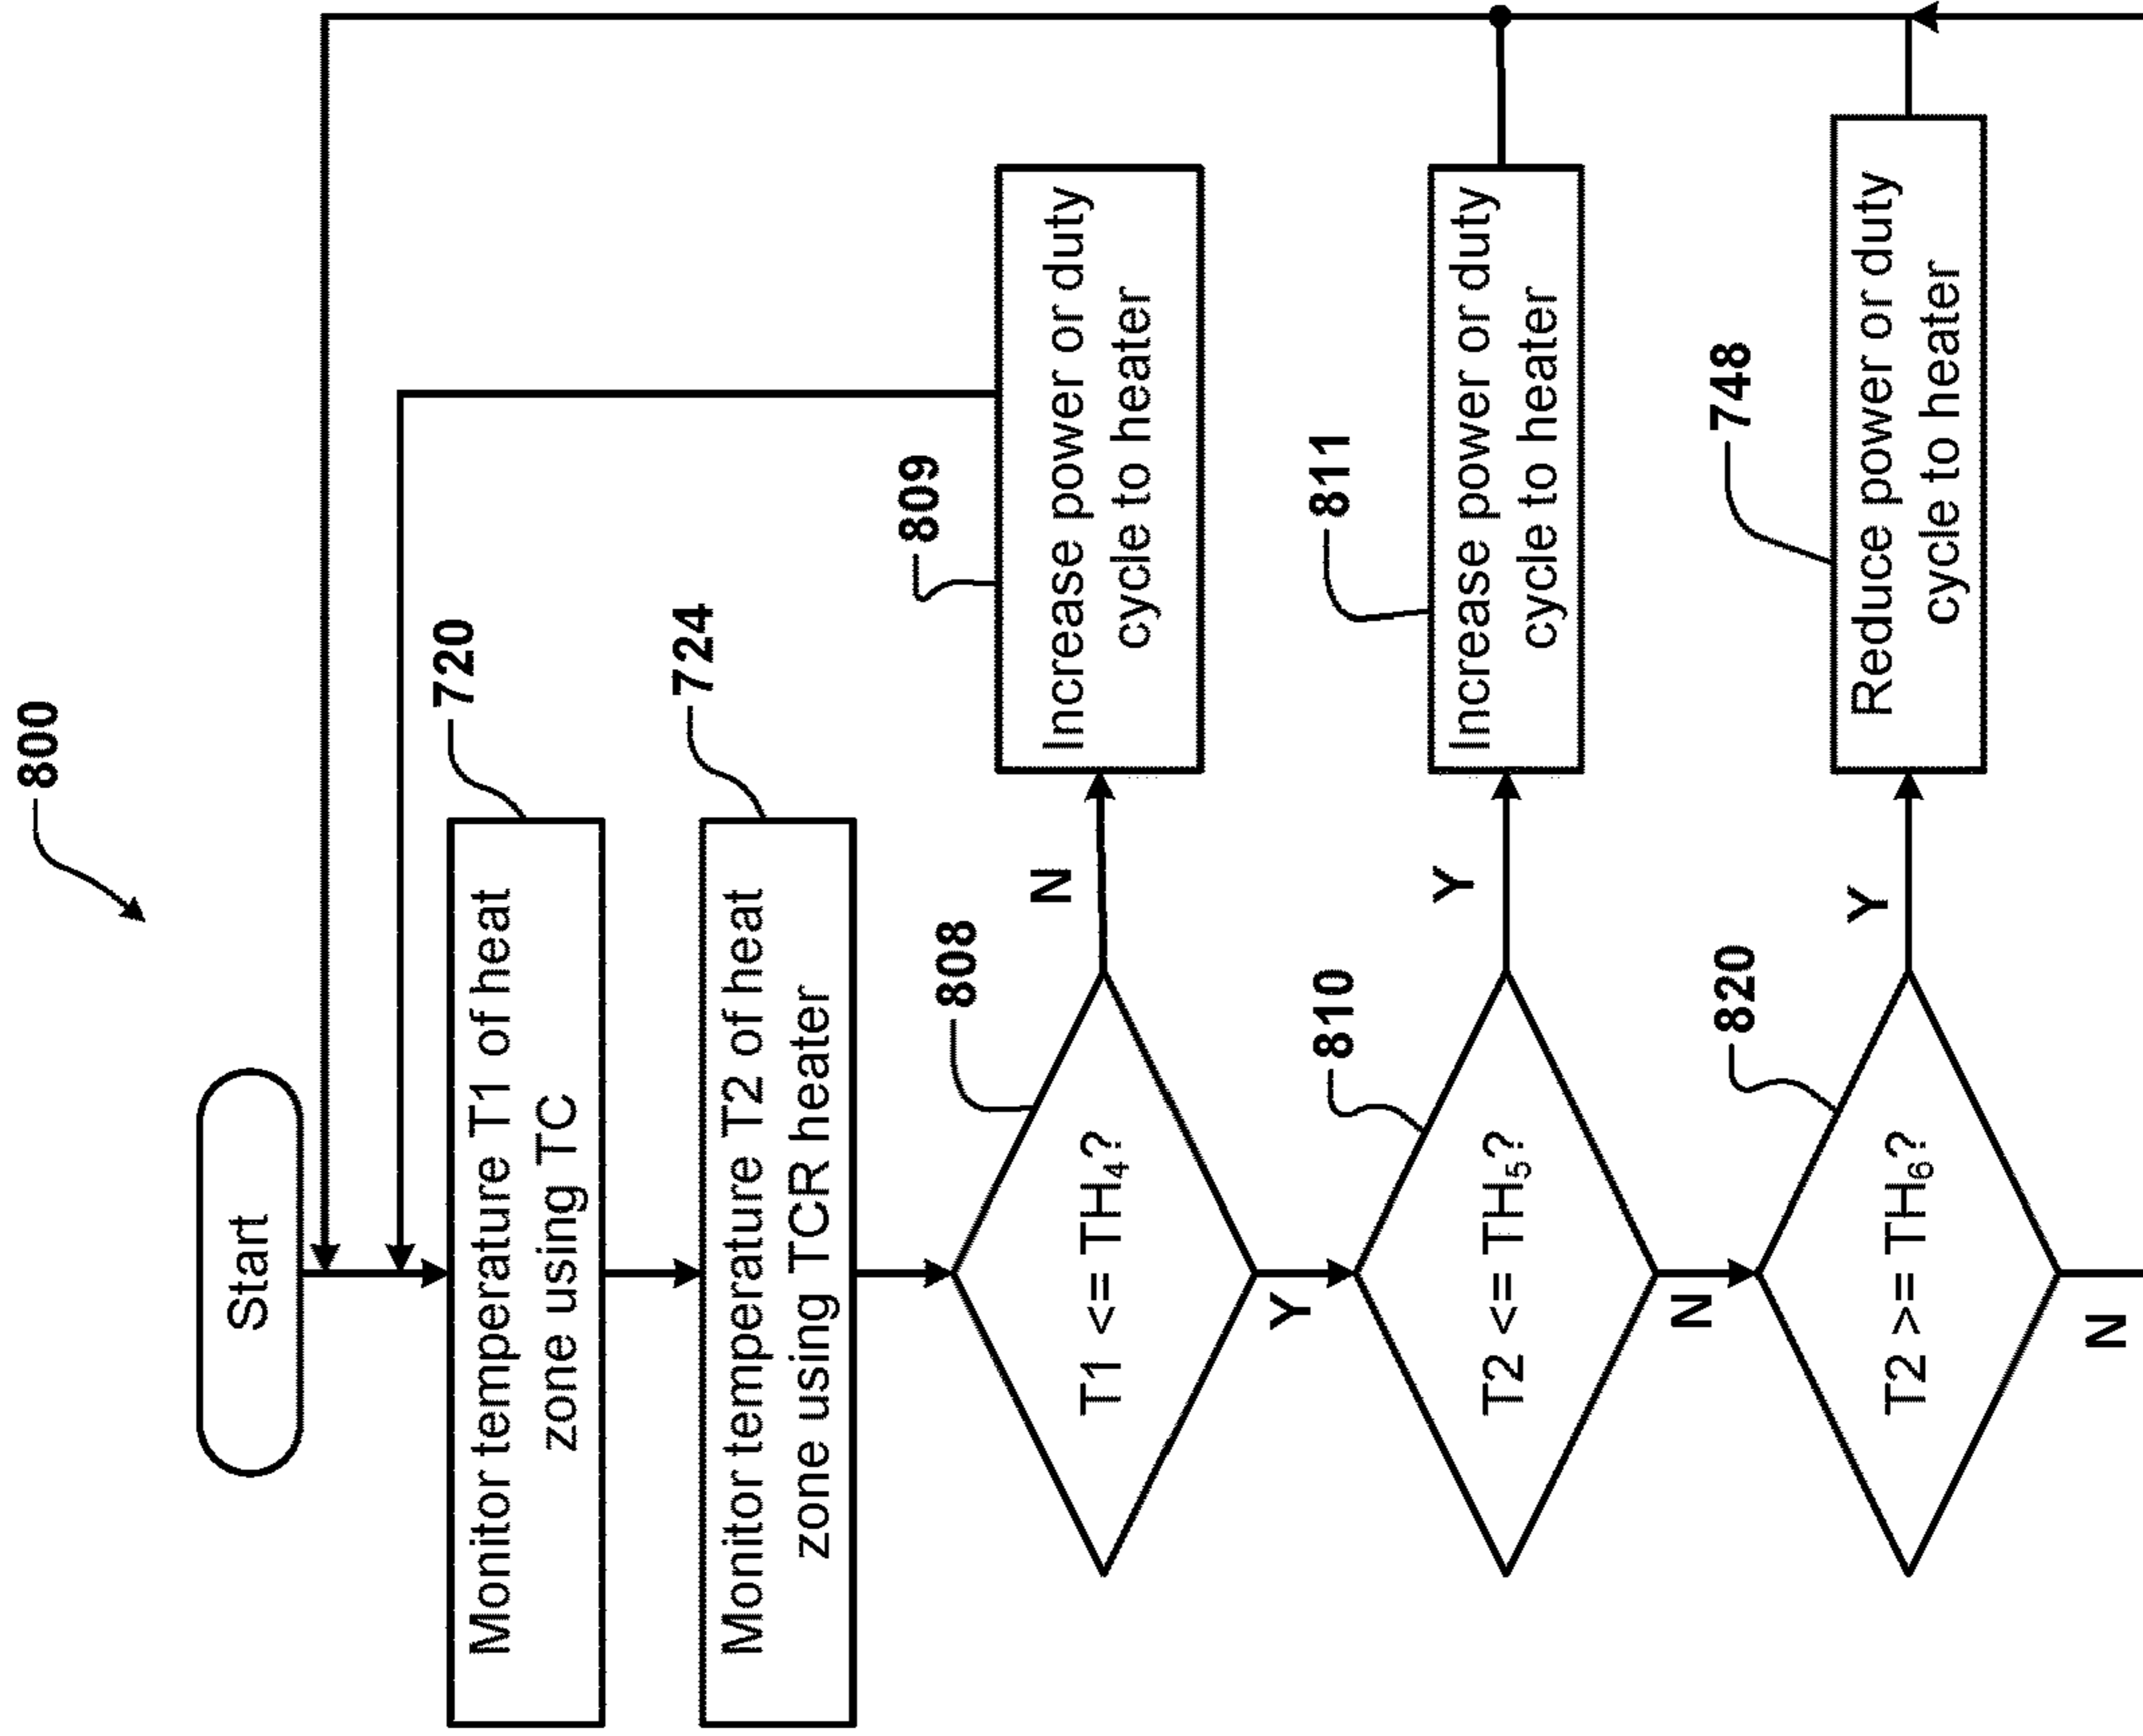 800
Start
720
Monitor temperature T1 of heat
zone using TC
724
Monitor temperature T2 of heat
zone using TCR heater
808
T1 <= TH₄?
N
Y
809
Increase power or duty
cycle to heater
810
T2 <= TH₅?
Y
N
811
Increase power or duty
cycle to heater
820
T2 >= TH₆?
Y
N
748
Reduce power or duty
cycle to heater